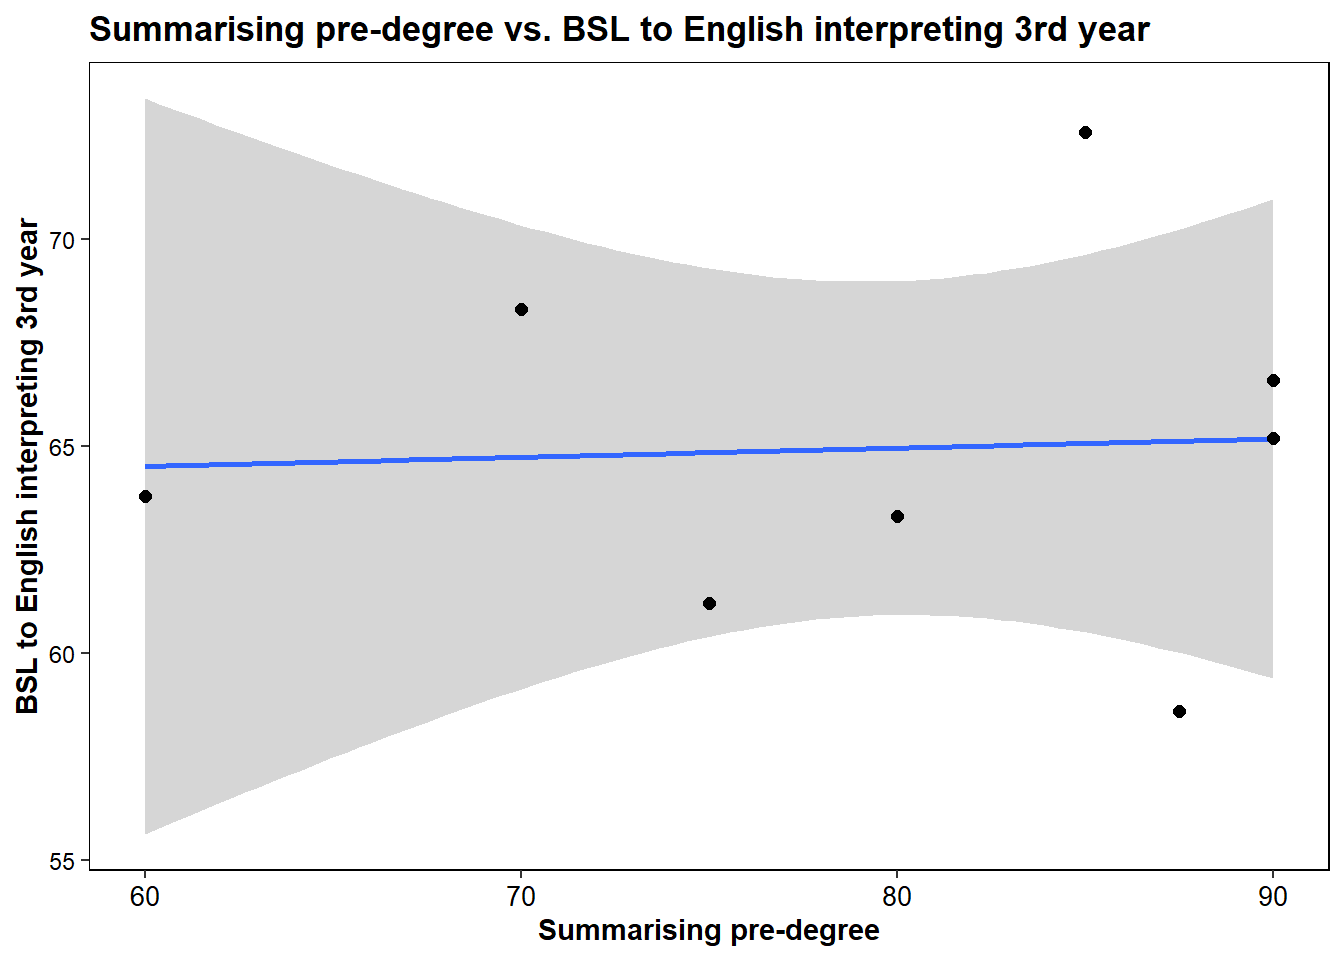 Summarising pre-degree vs. BSL to English interpreting 3rd year
BSL to English interpreting 3rd year
70
65
60
55
60
70
80
90
Summarising pre-degree